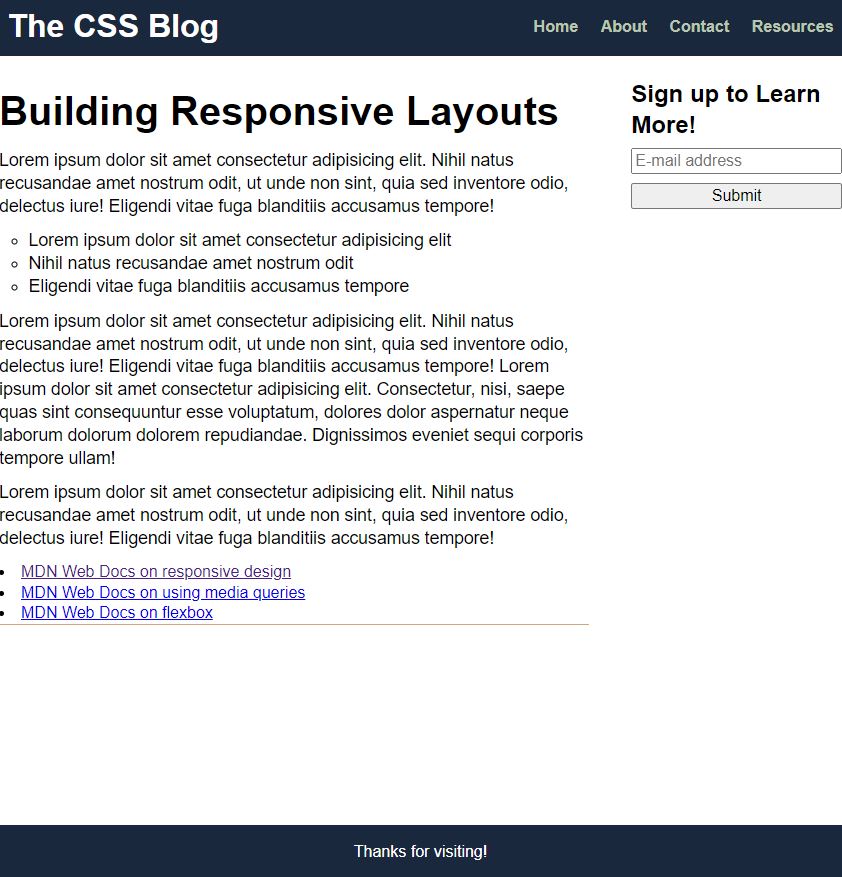 The CSS Blog
Home About Contact Resources
Building Responsive Layouts
Lorem ipsum dolor sit amet consectetur adipisicing elit. Nihil natus
recusandae amet nostrum odit, ut unde non sint, quia sed inventore odio,
delectus iure! Eligendi vitae fuga blanditiis accusamus tempore!
Lorem ipsum dolor sit amet consectetur adipisicing elit
Nihil natus recusandae amet nostrum odit
Eligendi vitae fuga blanditiis accusamus tempore
Lorem ipsum dolor sit amet consectetur adipisicing elit. Nihil natus
recusandae amet nostrum odit, ut unde non sint, quia sed inventore odio,
delectus iure! Eligendi vitae fuga blanditiis accusamus tempore! Lorem
ipsum dolor sit amet consectetur adipisicing elit. Consectetur, nisi, saepe
quas sint consequuntur esse voluptatum, dolores dolor aspernatur neque
laborum dolorum dolorem repudiandae. Dignissimos eveniet sequi corporis
tempore ullam!
Lorem ipsum dolor sit amet consectetur adipisicing elit. Nihil natus
recusandae amet nostrum odit, ut unde non sint, quia sed inventore odio,
delectus iure! Eligendi vitae fuga blanditiis accusamus tempore!
MDN Web Docs on responsive design
MDN Web Docs on using media queries
MDN Web Docs on flexbox
Sign up to Learn
More!
E-mail address
Submit
Thanks for visiting!